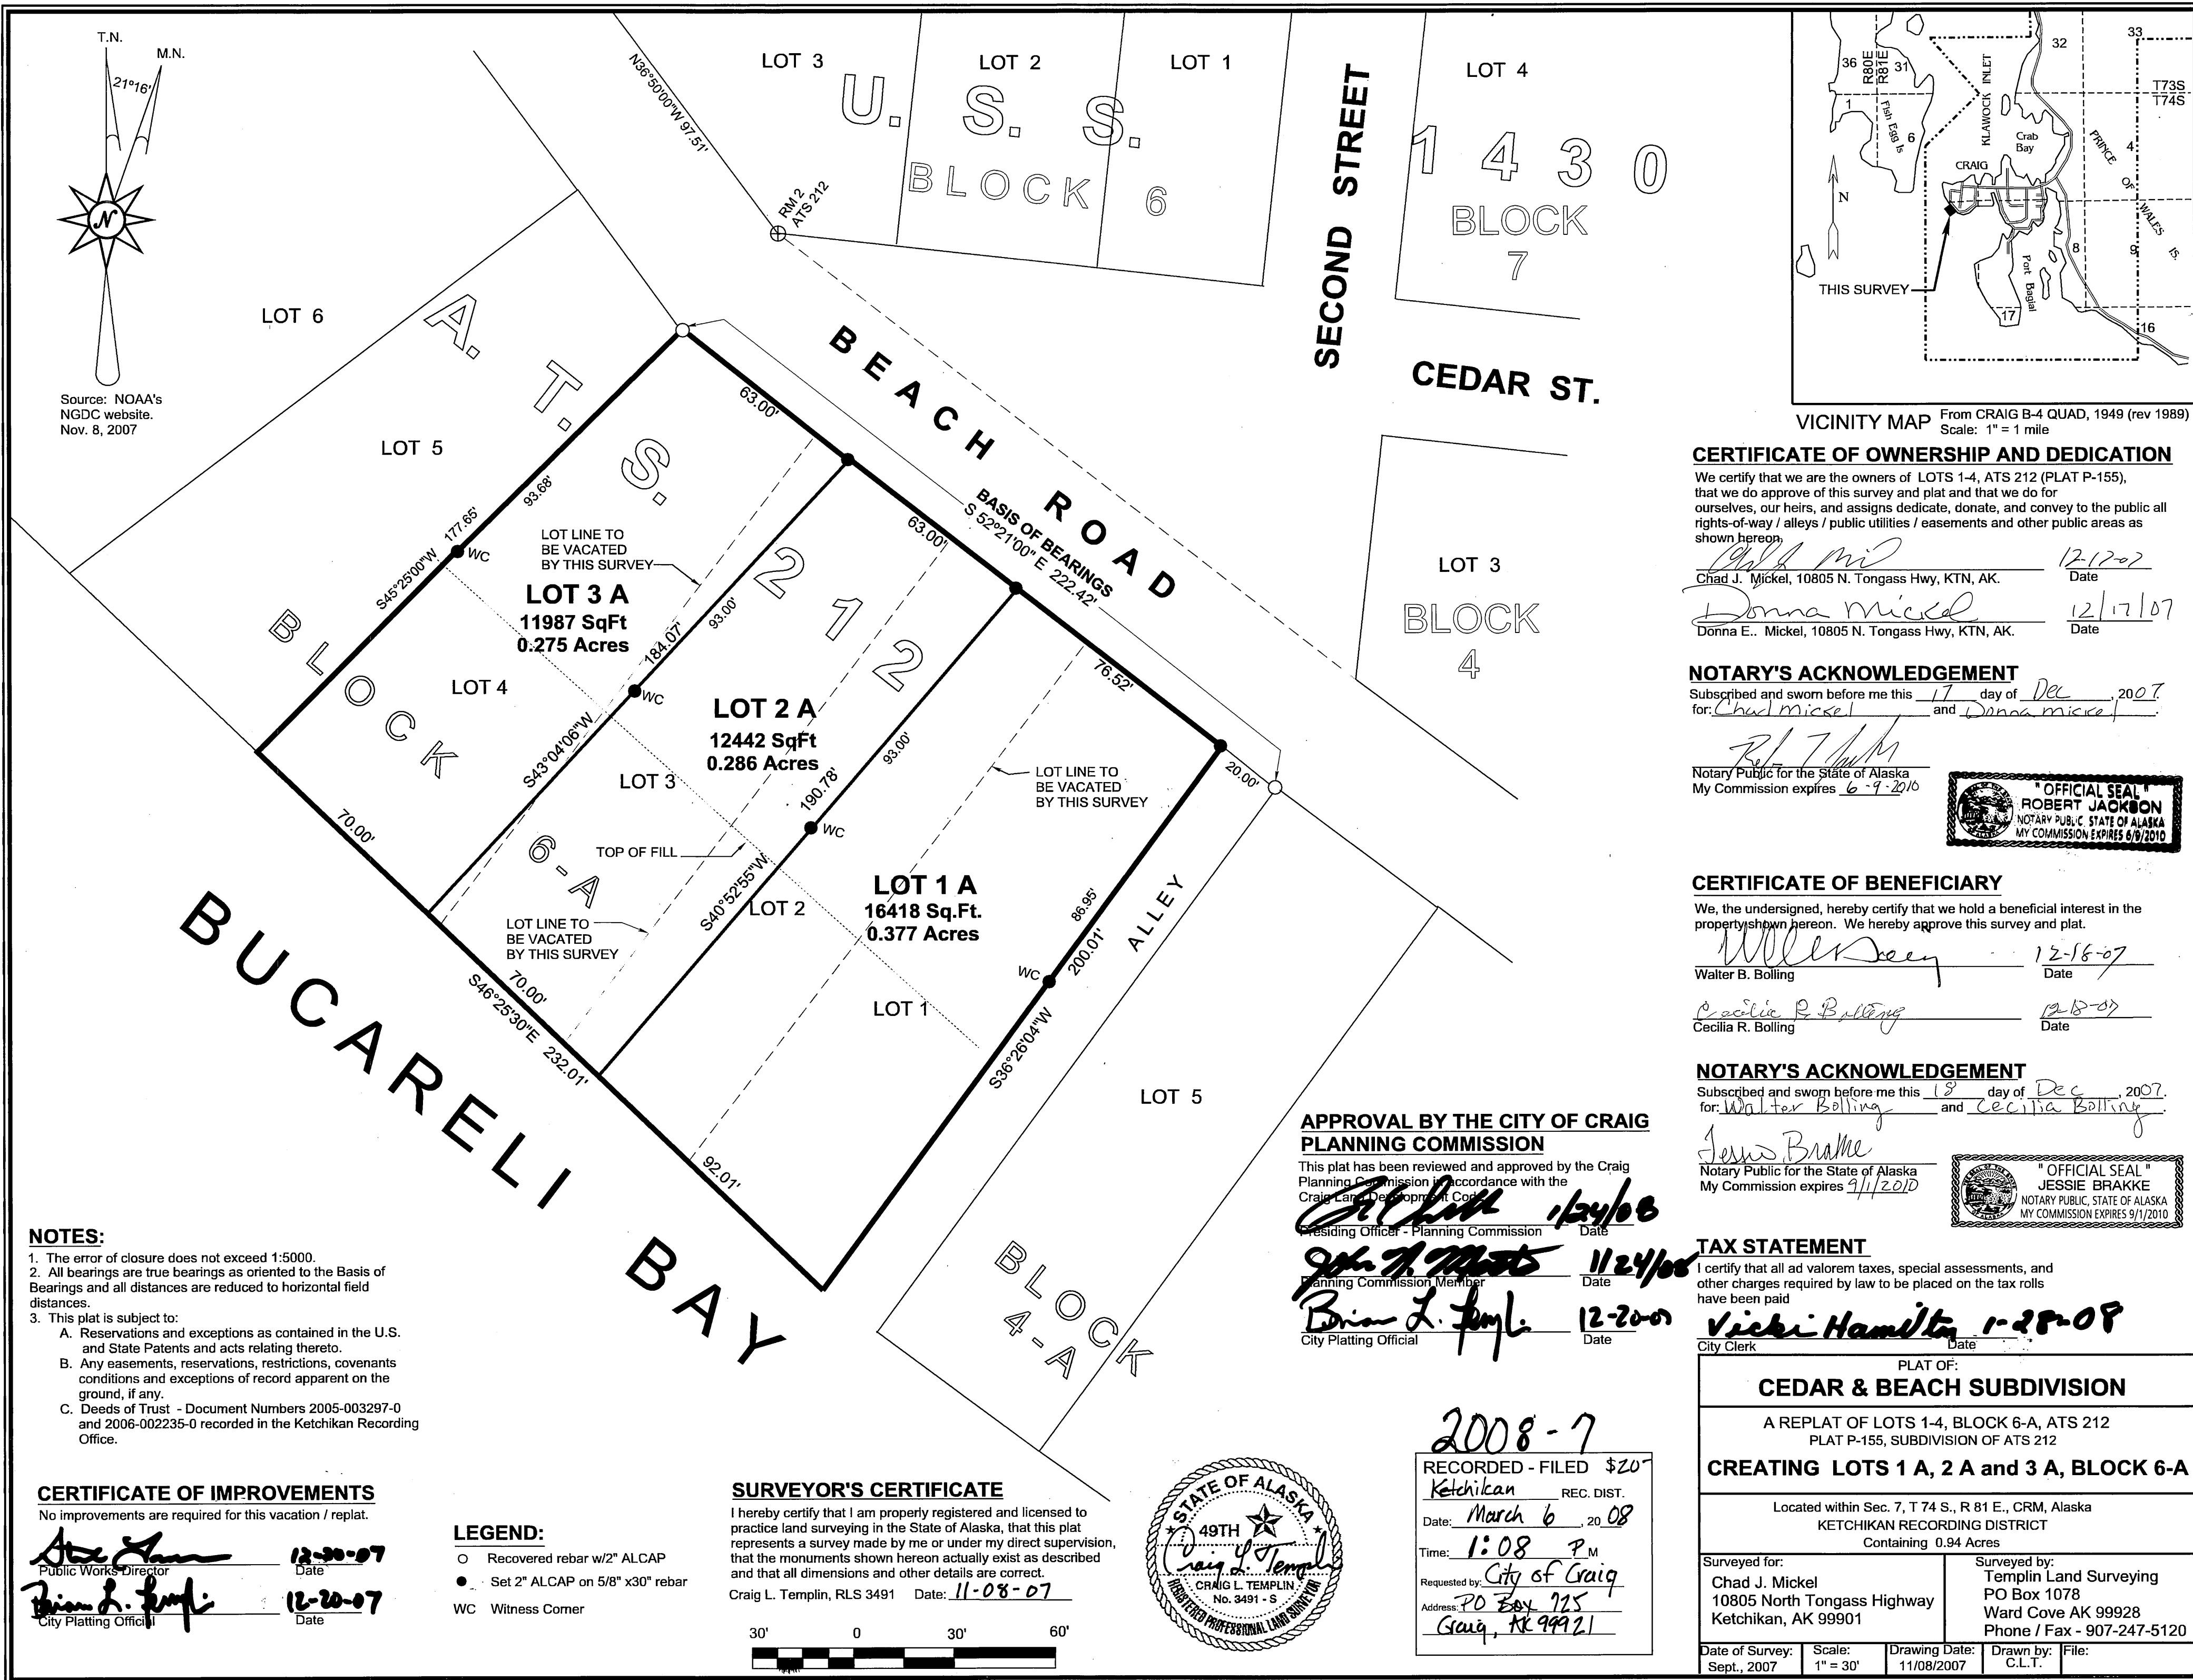 T.N.
M.N.
21°16'
N
Source: NOAA's
NGDC website.
Nov. 8, 2007
LOT 6
LOT 5
N36°50'00"W 97.51'
RM 2
ATS 212
LOT 3
LOT 2
LOT 1
U. S. S. 1 4 3 0
BLOCK 6
SECOND STREET
LOT 4
BLOCK
7
CEDAR ST.
BEACH ROAD
LOT 3
BLOCK
4
A. T. S. 2 1 2
BLOCK 6-A
63.00'
63.00'
76.52'
20.00'
BASIS OF BEARINGS
S 52°21'00" E 222.42'
S45°25'00"W 177.65'
93.68'
WC
LOT LINE TO
BE VACATED
BY THIS SURVEY
LOT 3 A
11987 SqFt
0.275 Acres
LOT 4
93.00'
184.07'
WC
S43°04'06"W
LOT 2 A
12442 SqFt
0.286 Acres
LOT 3
TOP OF FILL
93.00'
190.78'
WC
S40°52'55"W
LOT LINE TO
BE VACATED
BY THIS SURVEY
LOT LINE TO
BE VACATED
BY THIS SURVEY
LOT 1 A
16418 Sq.Ft.
0.377 Acres
LOT 2
LOT 1
86.95'
200.01'
WC
S36°26'04"W
ALLEY
70.00'
70.00'
S46°25'30"E 232.01'
92.01'
BUCARELI BAY
LOT 5
BLOCK
4-A
36
R80E
R81E
31
32
33
T73S
T74S
1
6
Fish Egg Is
KLAWOCK INLET
Crab
Bay
CRAIG
PRINCE OF WALES IS.
4
N
8
9
Port Bagial
17
16
THIS SURVEY
VICINITY MAP
From CRAIG B-4 QUAD, 1949 (rev 1989)
Scale: 1" = 1 mile
CERTIFICATE OF OWNERSHIP AND DEDICATION
We certify that we are the owners of LOTS 1-4, ATS 212 (PLAT P-155),
that we do approve of this survey and plat and that we do for
ourselves, our heirs, and assigns dedicate, donate, and convey to the public all
rights-of-way / alleys / public utilities / easements and other public areas as
shown hereon.
12-17-07
Chad J. Mickel, 10805 N. Tongass Hwy, KTN, AK. Date
Donna Mickel 12/17/07
Donna E.. Mickel, 10805 N. Tongass Hwy, KTN, AK. Date
NOTARY'S ACKNOWLEDGEMENT
Subscribed and sworn before me this 17 day of Dec, 2007.
for: Chad Mickel and Donna Mickel.
Notary Public for the State of Alaska
My Commission expires 6-9-2010
" OFFICIAL SEAL "
ROBERT JACKSON
NOTARY PUBLIC, STATE OF ALASKA
MY COMMISSION EXPIRES 6/9/2010
CERTIFICATE OF BENEFICIARY
We, the undersigned, hereby certify that we hold a beneficial interest in the
property shown hereon. We hereby approve this survey and plat.
12-18-07
Walter B. Bolling Date
Cecilia R Bolling 12-18-07
Cecilia R. Bolling Date
NOTARY'S ACKNOWLEDGEMENT
Subscribed and sworn before me this 18 day of Dec, 2007.
for: Walter Bolling and Cecilia Bolling.
Jessie Brakke
Notary Public for the State of Alaska
My Commission expires 9/1/2010
" OFFICIAL SEAL "
JESSIE BRAKKE
NOTARY PUBLIC, STATE OF ALASKA
MY COMMISSION EXPIRES 9/1/2010
TAX STATEMENT
I certify that all ad valorem taxes, special assessments, and
other charges required by law to be placed on the tax rolls
have been paid
Vicki Hamilton 1-28-08
City Clerk Date
APPROVAL BY THE CITY OF CRAIG
PLANNING COMMISSION
This plat has been reviewed and approved by the Craig
Planning Commission in accordance with the
Craig Land Development Code
1/24/08
Presiding Officer - Planning Commission Date
1/24/08
Planning Commission Member Date
Brian L. Templin 12-20-07
City Platting Official Date
NOTES:
1. The error of closure does not exceed 1:5000.
2. All bearings are true bearings as oriented to the Basis of
Bearings and all distances are reduced to horizontal field
distances.
3. This plat is subject to:
A. Reservations and exceptions as contained in the U.S.
and State Patents and acts relating thereto.
B. Any easements, reservations, restrictions, covenants
conditions and exceptions of record apparent on the
ground, if any.
C. Deeds of Trust - Document Numbers 2005-003297-0
and 2006-002235-0 recorded in the Ketchikan Recording
Office.
CERTIFICATE OF IMPROVEMENTS
No improvements are required for this vacation / replat.
Public Works Director Date
Brian L. Templin 12-20-07
City Platting Official Date
LEGEND:
Recovered rebar w/2" ALCAP
Set 2" ALCAP on 5/8" x30" rebar
WC Witness Corner
SURVEYOR'S CERTIFICATE
I hereby certify that I am properly registered and licensed to
practice land surveying in the State of Alaska, that this plat
represents a survey made by me or under my direct supervision,
that the monuments shown hereon actually exist as described
and that all dimensions and other details are correct.
Craig L. Templin, RLS 3491 Date: 11-08-07
30' 0 30' 60'
STATE OF ALASKA
49TH
Craig L. Templin
CRAIG L. TEMPLIN
No. 3491 - S
REGISTERED PROFESSIONAL LAND SURVEYOR
2008-7
RECORDED - FILED $20-
Ketchikan REC. DIST.
Date: March 6, 2008
Time: 1:08 P.M
Requested by: City of Craig
Address: PO Box 725
Craig, AK 99921
PLAT OF:
CEDAR & BEACH SUBDIVISION
A REPLAT OF LOTS 1-4, BLOCK 6-A, ATS 212
PLAT P-155, SUBDIVISION OF ATS 212
CREATING LOTS 1 A, 2 A and 3 A, BLOCK 6-A
Located within Sec. 7, T 74 S., R 81 E., CRM, Alaska
KETCHIKAN RECORDING DISTRICT
Containing 0.94 Acres
Surveyed for:
Chad J. Mickel
10805 North Tongass Highway
Ketchikan, AK 99901
Surveyed by:
Templin Land Surveying
PO Box 1078
Ward Cove AK 99928
Phone / Fax - 907-247-5120
Date of Survey: Sept., 2007
Scale: 1" = 30'
Drawing Date: 11/08/2007
Drawn by: C.L.T.
File: